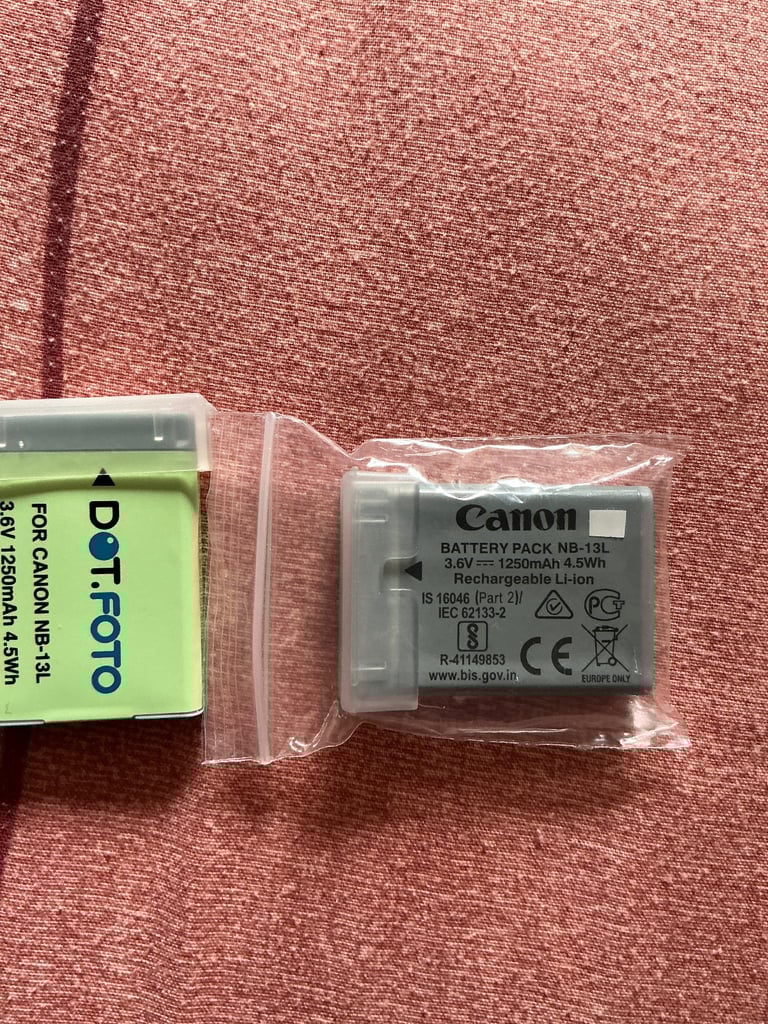 DOT.FOTO
FOR CANON NB-13L
3.6V 1250mAh 4.5Wh
Canon
BATTERY PACK NB-13L
3.6V 1250mAh 4.5Wh
Rechargeable Li-ion
IS 16046 (Part 2)/
IEC 62133-2
R-41149853
www.bis.gov.in
CE
EUROPE ONLY